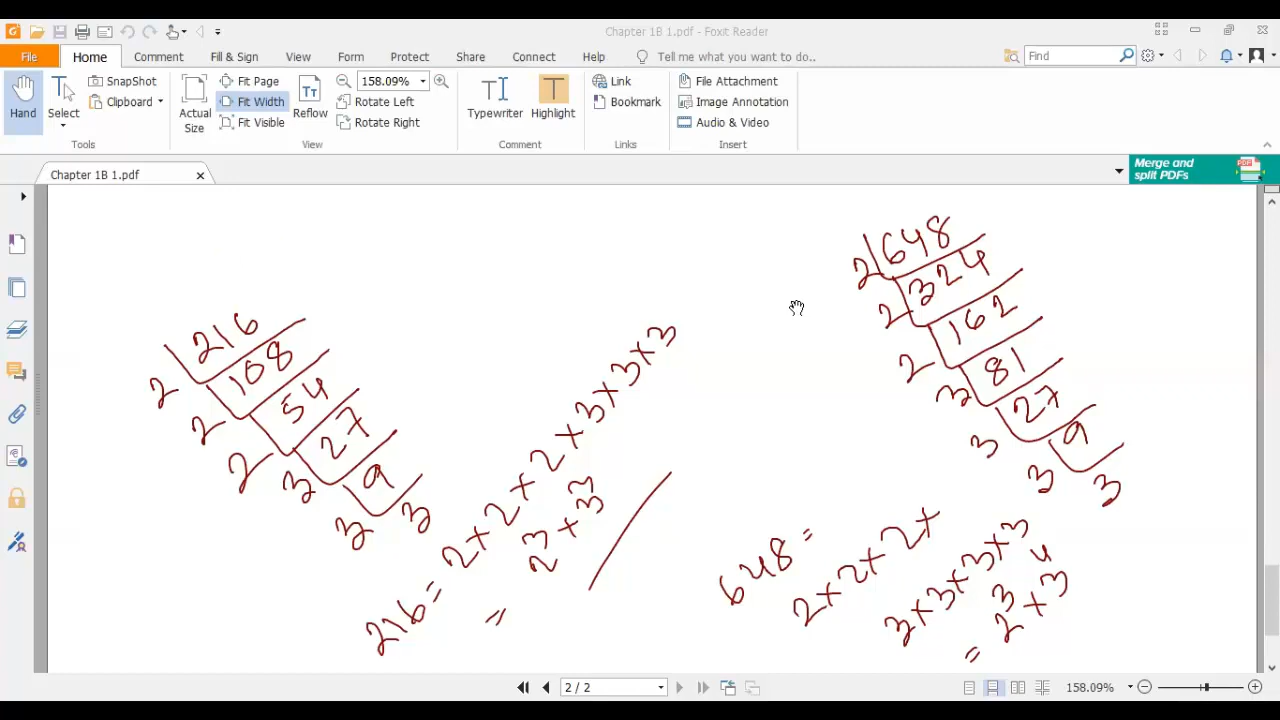 Chapter 1B 1.pdf - Foxit Reader
File Home Comment Fill & Sign View Form Protect Share Connect Help Tell me what you want to do.. Find
Hand
Select
SnapShot
Clipboard
Tools
Actual Size
Fit Page
Fit Width
Fit Visible
Reflow
158.09%
Rotate Left
Rotate Right
View
Typewriter
Highlight
Comment
Link
Bookmark
Links
File Attachment
Image Annotation
Audio & Video
Insert
Chapter 1B 1.pdf
Merge and
split PDFs
2 216
2 108
2 54
3 27
3 9
3
216 = 2 × 2 × 2 × 3 × 3 × 3
= 2³ × 3³
2 648
2 324
2 162
3 81
3 27
3 9
3
648 =
2 × 2 × 2 ×
3 × 3 × 3 × 3
= 2³ × 3⁴
2 / 2
158.09%